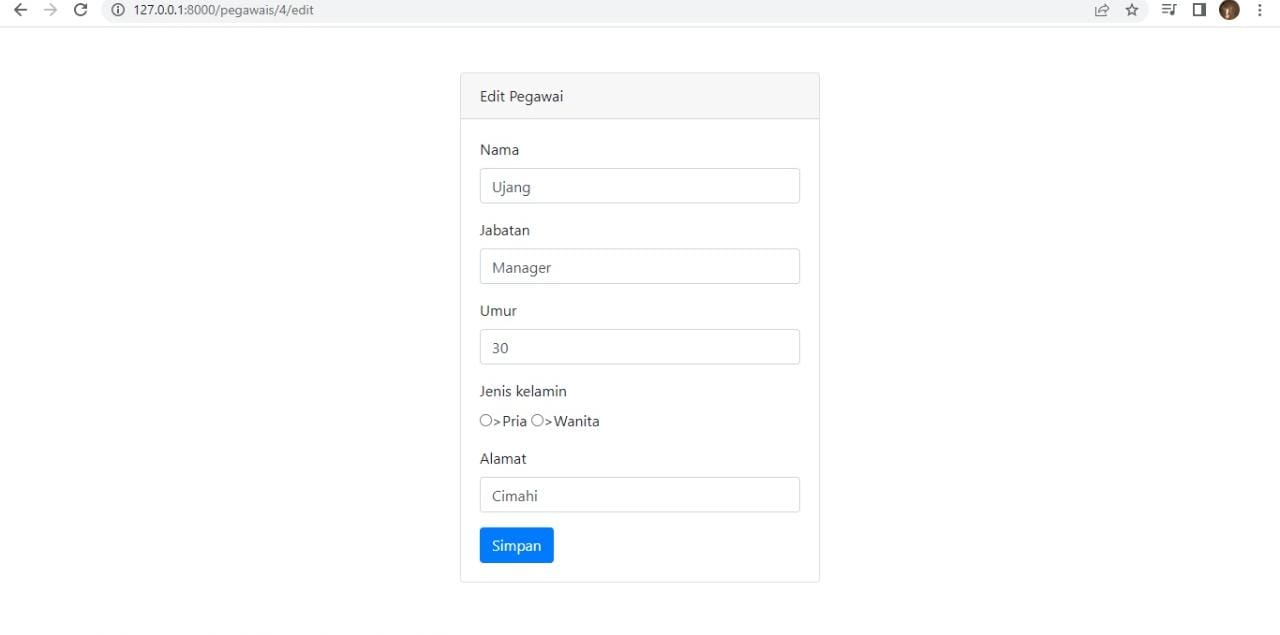 127.0.0.1:8000/pegawais/4/edit
Edit Pegawai
Nama
Ujang
Jabatan
Manager
Umur
30
Jenis kelamin
>Pria >Wanita
Alamat
Cimahi
Simpan